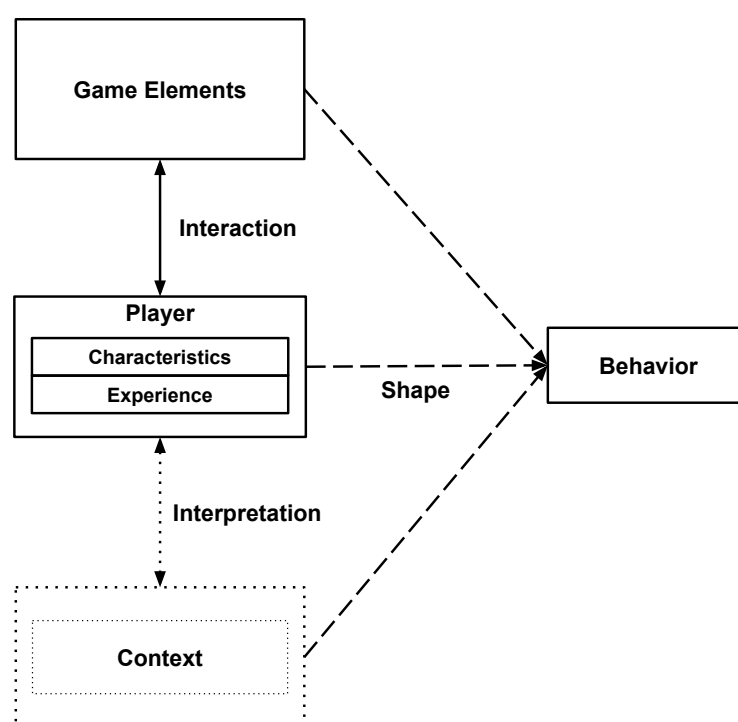 Game Elements
Interaction
Player
Characteristics
Experience
Shape
Behavior
Interpretation
Context